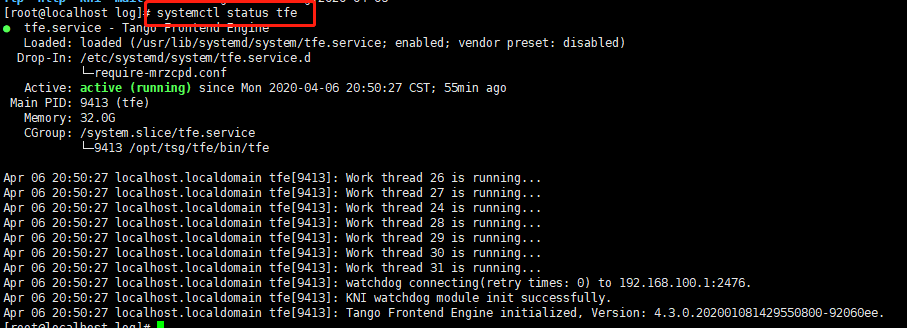 [root@localhost log]# systemctl status tfe
● tfe.service - Tango Frontend Engine
Loaded: loaded (/usr/lib/systemd/system/tfe.service; enabled; vendor preset: disabled)
Drop-In: /etc/systemd/system/tfe.service.d
└─require-mrzcpd.conf
Active: active (running) since Mon 2020-04-06 20:50:27 CST; 55min ago
Main PID: 9413 (tfe)
Memory: 32.0G
CGroup: /system.slice/tfe.service
└─9413 /opt/tsg/tfe/bin/tfe
Apr 06 20:50:27 localhost.localdomain tfe[9413]: Work thread 26 is running...
Apr 06 20:50:27 localhost.localdomain tfe[9413]: Work thread 27 is running...
Apr 06 20:50:27 localhost.localdomain tfe[9413]: Work thread 24 is running...
Apr 06 20:50:27 localhost.localdomain tfe[9413]: Work thread 28 is running...
Apr 06 20:50:27 localhost.localdomain tfe[9413]: Work thread 29 is running...
Apr 06 20:50:27 localhost.localdomain tfe[9413]: Work thread 30 is running...
Apr 06 20:50:27 localhost.localdomain tfe[9413]: Work thread 31 is running...
Apr 06 20:50:27 localhost.localdomain tfe[9413]: watchdog connecting(retry times: 0) to 192.168.100.1:2476.
Apr 06 20:50:27 localhost.localdomain tfe[9413]: KNI watchdog module init successfully.
Apr 06 20:50:27 localhost.localdomain tfe[9413]: Tango Frontend Engine initialized, Version: 4.3.0.202001081429550800-92060ee.
[root@localhost log]#